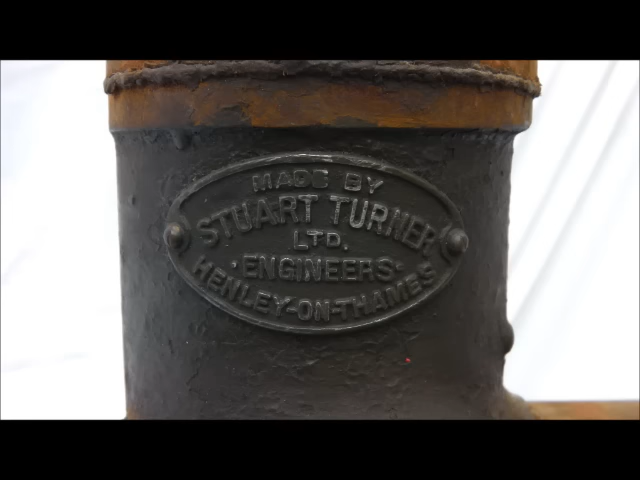 MADE BY
STUART TURNER
LTD.
·ENGINEERS·
HENLEY-ON-THAMES